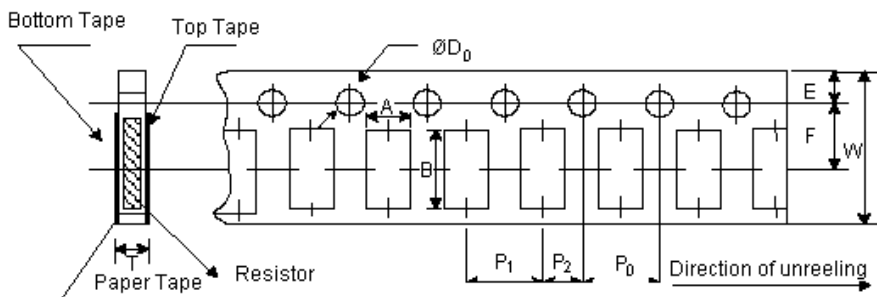 Bottom Tape
Top Tape
ØD₀
A
E
F
W
B
T
P₁
P₂
P₀
Paper Tape
Resistor
Direction of unreeling